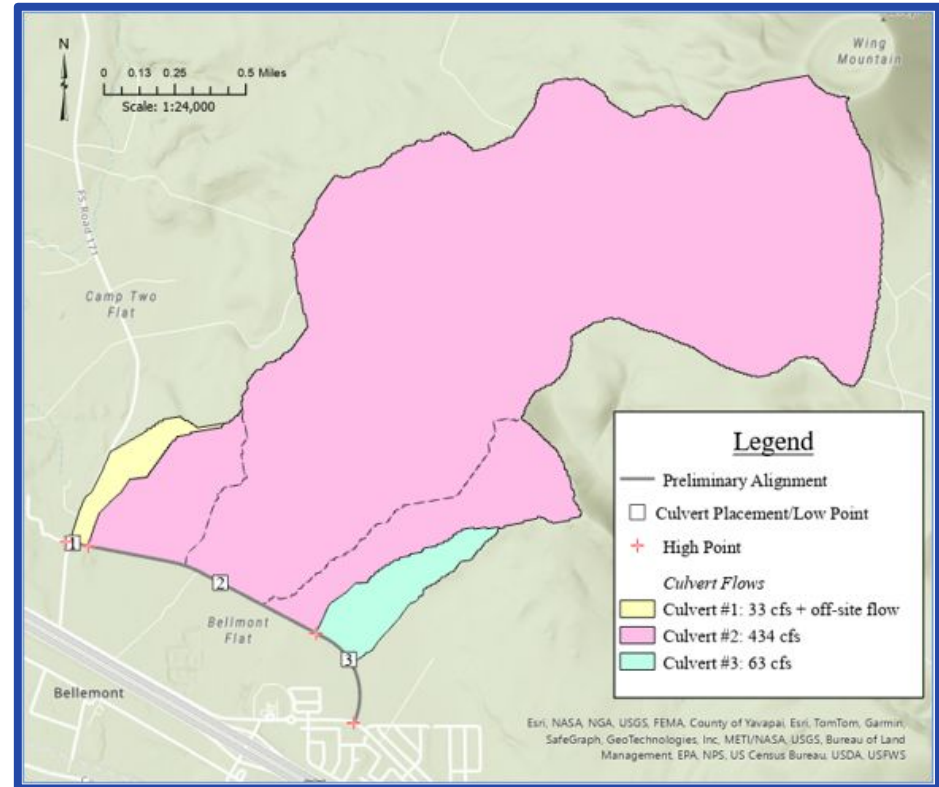 Wing
Mountain
N
0 0.13 0.25 0.5 Miles
Scale: 1:24,000
FS Road 171
Camp Two
Flat
Legend
Preliminary Alignment
Culvert Placement/Low Point
High Point
Culvert Flows
Culvert #1: 33 cfs + off-site flow
Culvert #2: 434 cfs
Culvert #3: 63 cfs
1
2
Bellmont
Flat
3
Bellemont
Esri, NASA, NGA, USGS, FEMA, County of Yavapai, Esri, TomTom, Garmin,
SafeGraph, GeoTechnologies, Inc, METI/NASA, USGS, Bureau of Land
Management, EPA, NPS, US Census Bureau, USDA, USFWS